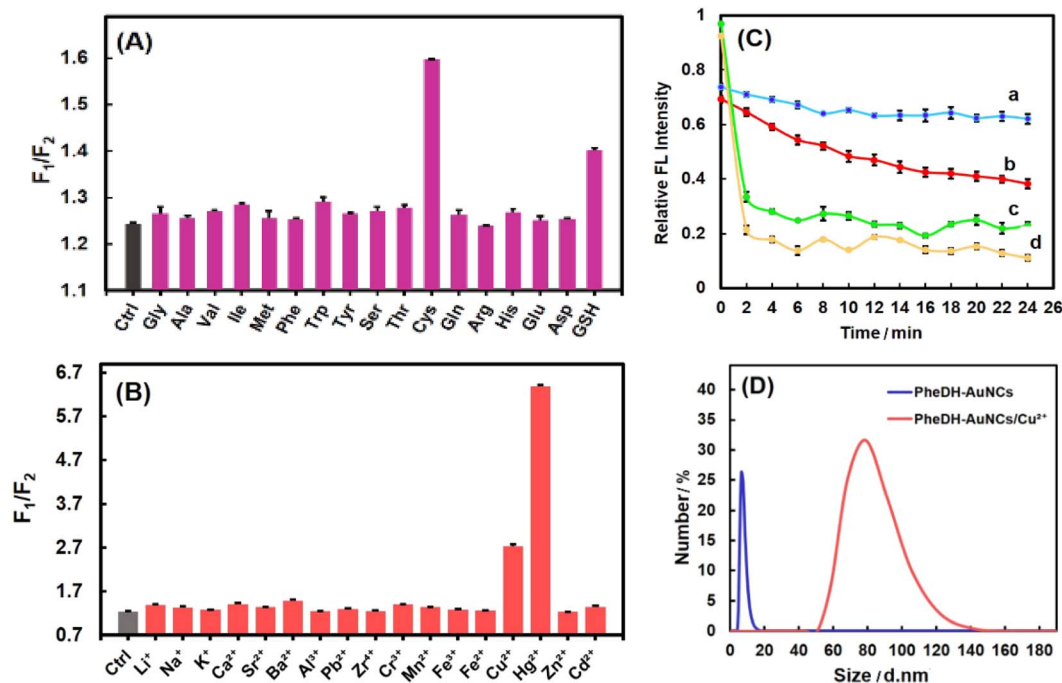 (A)
F₁/F₂
1.6
1.5
1.4
1.3
1.2
1.1
Ctrl Gly Ala Val Ile Met Phe Trp Tyr Ser Thr Cys Gln Arg His Glu Asp GSH
(B)
F₁/F₂
6.7
5.7
4.7
3.7
2.7
1.7
0.7
Ctrl Li⁺ Na⁺ K⁺ Ca²⁺ Sr²⁺ Ba²⁺ Al³⁺ Pb²⁺ Zr⁴⁺ Cr³⁺ Mn²⁺ Fe³⁺ Fe²⁺ Cu²⁺ Hg²⁺ Zn²⁺ Cd²⁺
(C)
Relative FL Intensity
1
0.8
0.6
0.4
0.2
0
a
b
c
d
0 2 4 6 8 10 12 14 16 18 20 22 24 26
Time / min
(D)
PheDH-AuNCs
PheDH-AuNCs/Cu²⁺
Number / %
40
35
30
25
20
15
10
5
0
0 20 40 60 80 100 120 140 160 180
Size / d.nm